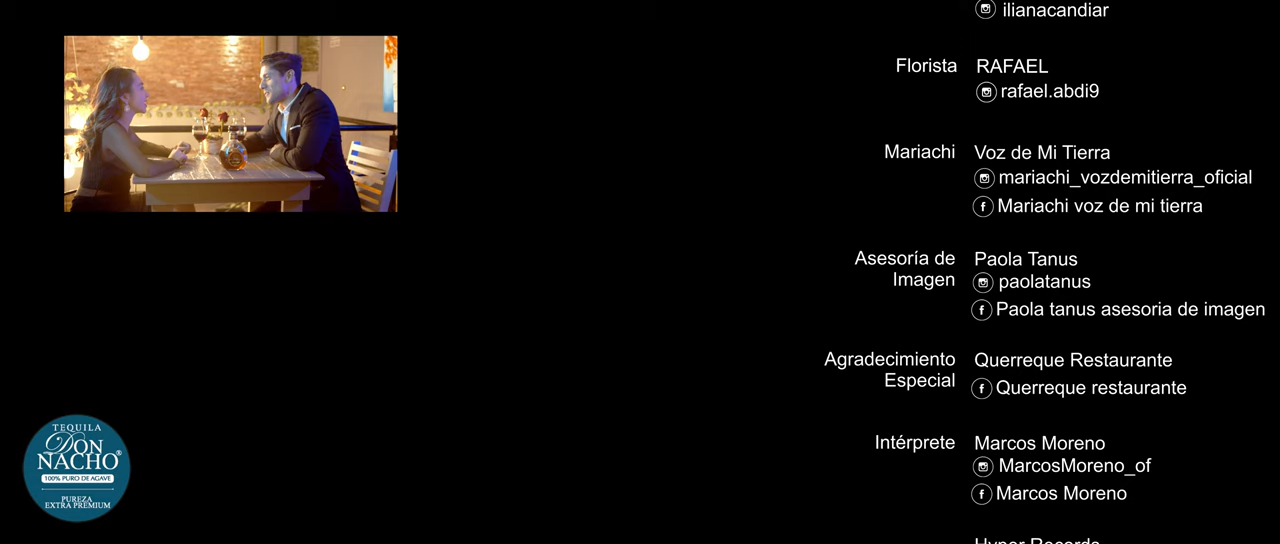 ilianacandiar
Florista RAFAEL
rafael.abdi9
Mariachi Voz de Mi Tierra
mariachi_vozdemitierra_oficial
Mariachi voz de mi tierra
Asesoría de Imagen Paola Tanus
paolatanus
Paola tanus asesoria de imagen
Agradecimiento Especial Querreque Restaurante
Querreque restaurante
Intérprete Marcos Moreno
MarcosMoreno_of
Marcos Moreno
Hyper Records
TEQUILA
DON
NACHO®
100% PURO DE AGAVE
PUREZA
EXTRA PREMIUM